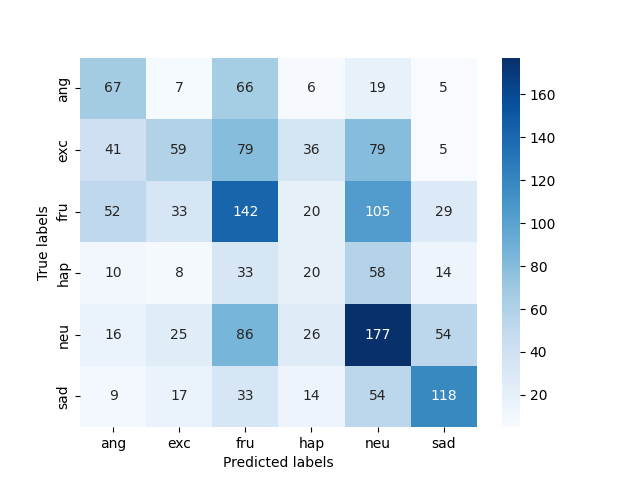 ang 67 7 66 6 19 5
exc 41 59 79 36 79 5
fru 52 33 142 20 105 29
hap 10 8 33 20 58 14
neu 16 25 86 26 177 54
sad 9 17 33 14 54 118
ang exc fru hap neu sad
Predicted labels
True labels
160
140
120
100
80
60
40
20